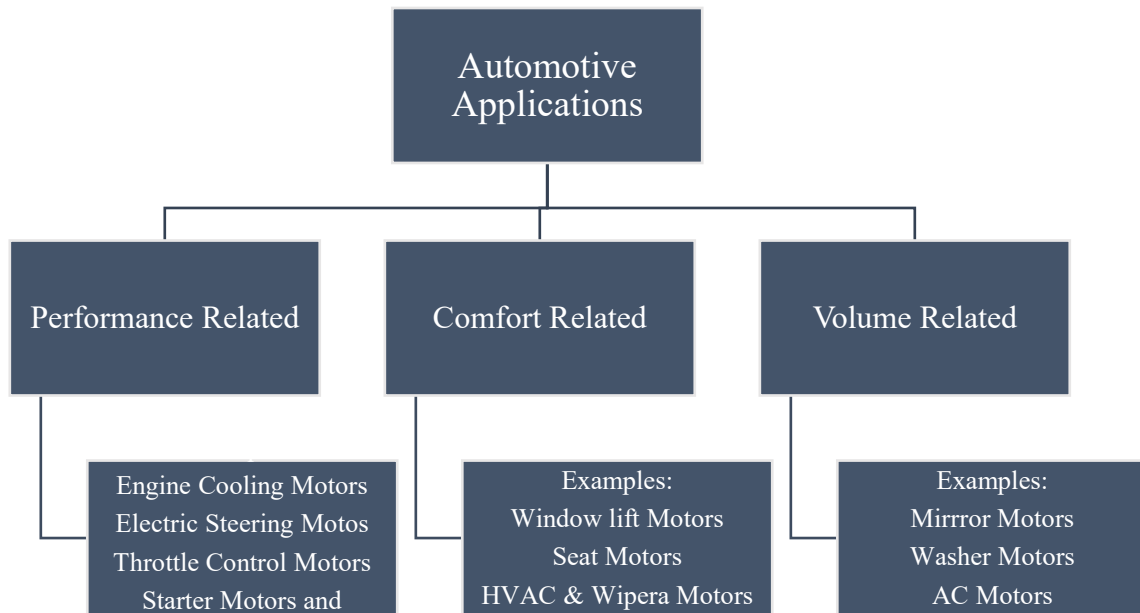 Automotive
Applications
Performance Related
Comfort Related
Volume Related
Engine Cooling Motors
Electric Steering Motos
Throttle Control Motors
Starter Motors and
Examples:
Window lift Motors
Seat Motors
HVAC & Wipera Motors
Examples:
Mirrror Motors
Washer Motors
AC Motors